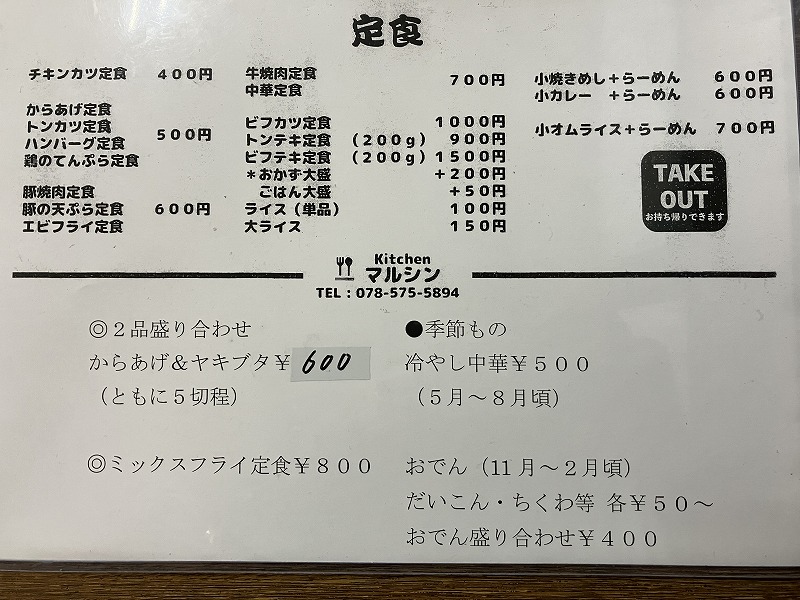 定食
チキンカツ定食 ４００円
からあげ定食
トンカツ定食
ハンバーグ定食 ５００円
鶏のてんぷら定食
豚焼肉定食
豚の天ぷら定食 ６００円
エビフライ定食
牛焼肉定食 ７００円
中華定食
ビフカツ定食 １０００円
トンテキ定食 （２００ｇ） ９００円
ビフテキ定食 （２００ｇ） １５００円
＊おかず大盛 ＋２００円
ごはん大盛 ＋５０円
ライス（単品） １００円
大ライス １５０円
小焼きめし＋らーめん ６００円
小カレー ＋らーめん ６００円
小オムライス＋らーめん ７００円
TAKE
OUT
お持ち帰りできます
Kitchen
マルシン
TEL：078-575-5894
◎２品盛り合わせ
からあげ＆ヤキブタ￥600
（ともに５切程）
◎ミックスフライ定食￥８００
●季節もの
冷やし中華￥５００
（５月～８月頃）
おでん（11月～２月頃）
だいこん・ちくわ等 各￥５０～
おでん盛り合わせ￥４００